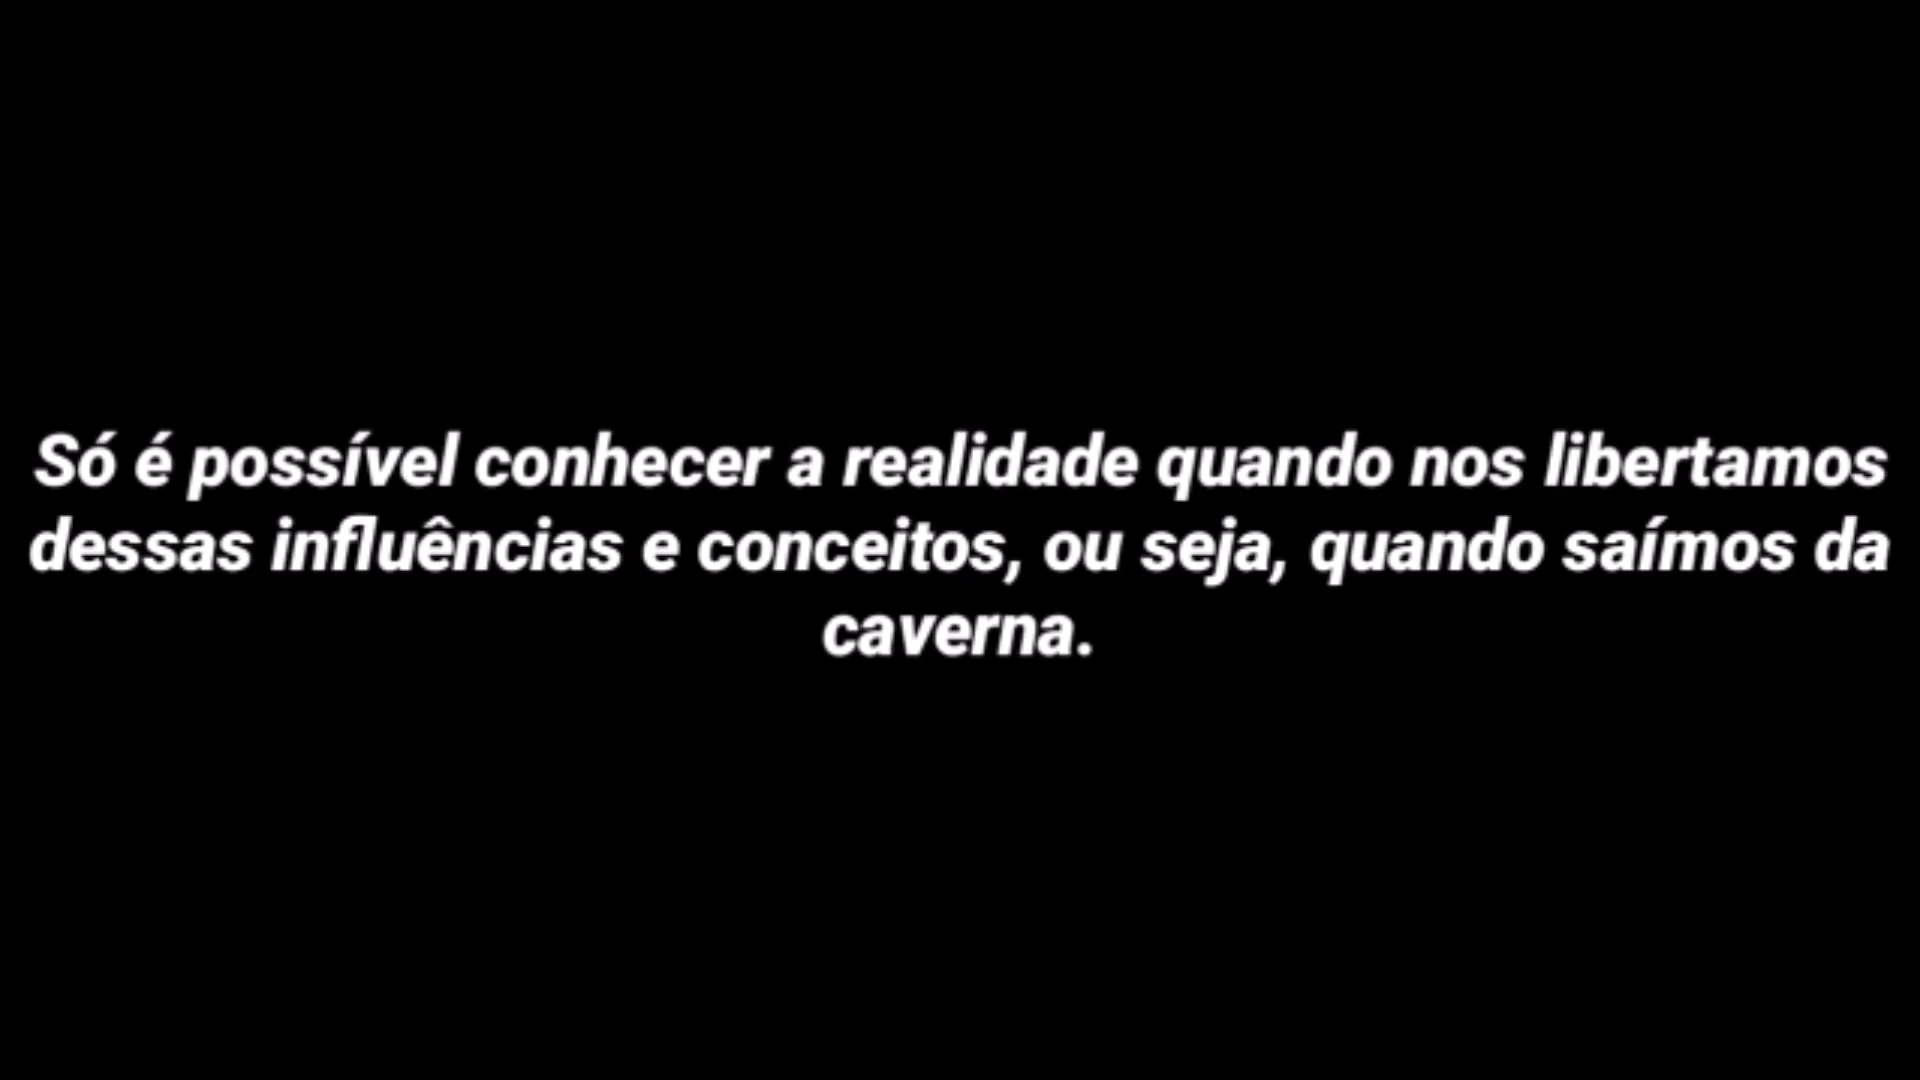 Só é possível conhecer a realidade quando nos libertamos
dessas influências e conceitos, ou seja, quando saímos da
caverna.